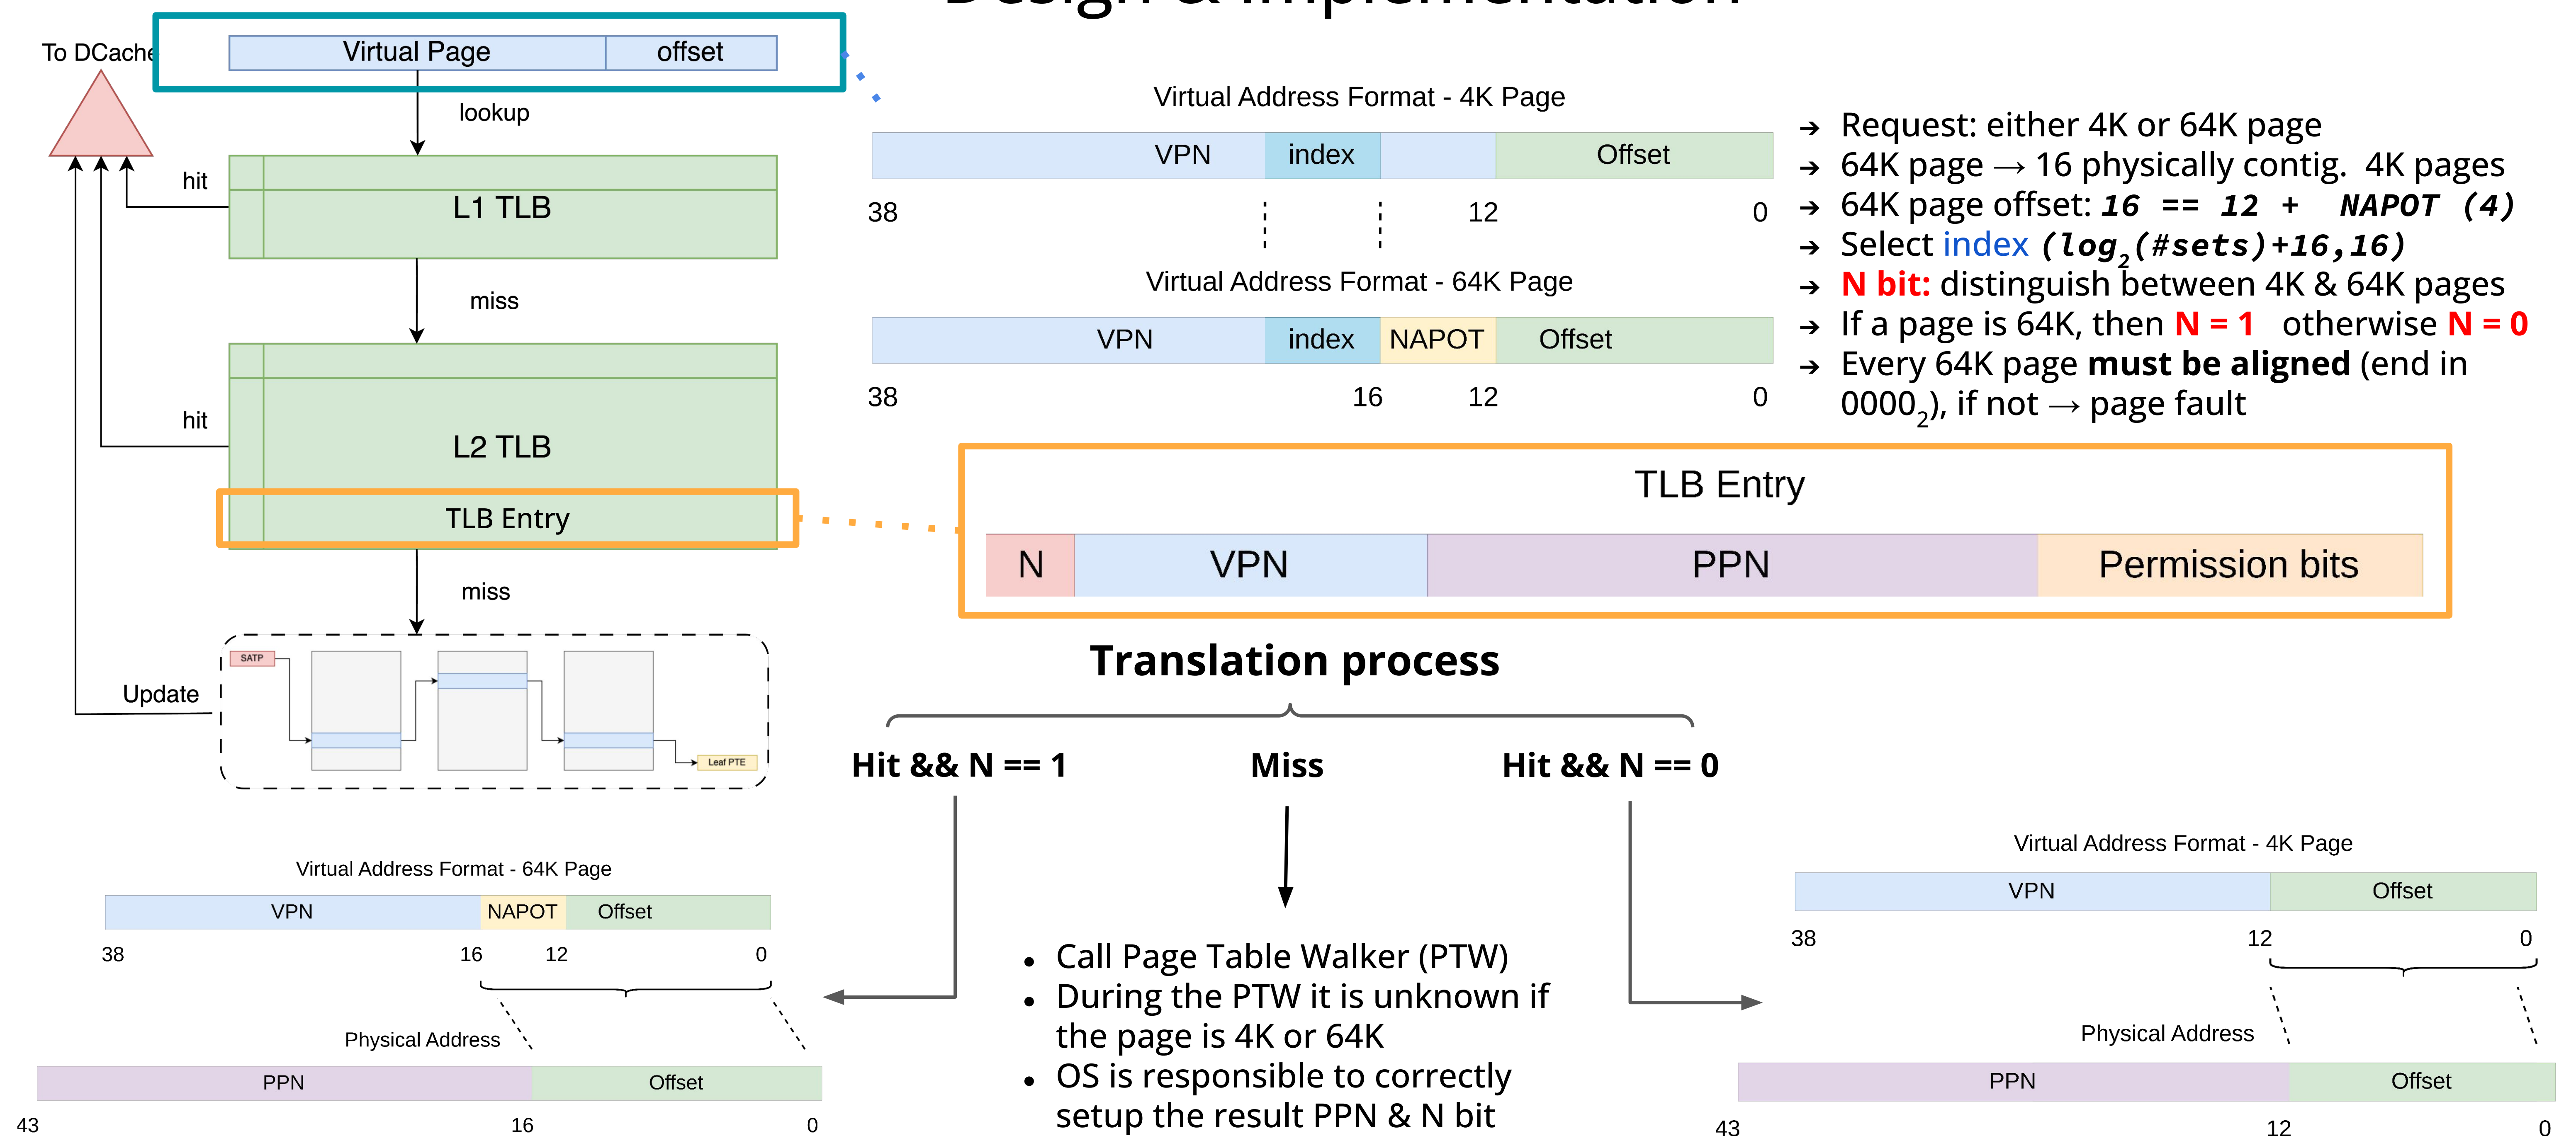 Design & Implementation
To DCache
Virtual Page
offset
lookup
L1 TLB
hit
miss
L2 TLB
hit
TLB Entry
miss
SATP
Leaf PTE
Update
Virtual Address Format - 4K Page
VPN
index
Offset
38
12
0
Virtual Address Format - 64K Page
VPN
index
NAPOT
Offset
38
16
12
0
➔ Request: either 4K or 64K page
➔ 64K page → 16 physically contig. 4K pages
➔ 64K page offset: 16 == 12 + NAPOT (4)
➔ Select index (log₂(#sets)+16,16)
➔ N bit: distinguish between 4K & 64K pages
➔ If a page is 64K, then N = 1 otherwise N = 0
➔ Every 64K page must be aligned (end in
0000₂), if not → page fault
TLB Entry
N
VPN
PPN
Permission bits
Translation process
Hit && N == 1
Miss
Hit && N == 0
Virtual Address Format - 64K Page
VPN
NAPOT
Offset
38
16
12
0
Physical Address
PPN
Offset
43
16
0
● Call Page Table Walker (PTW)
● During the PTW it is unknown if
the page is 4K or 64K
● OS is responsible to correctly
setup the result PPN & N bit
Virtual Address Format - 4K Page
VPN
Offset
38
12
0
Physical Address
PPN
Offset
43
12
0